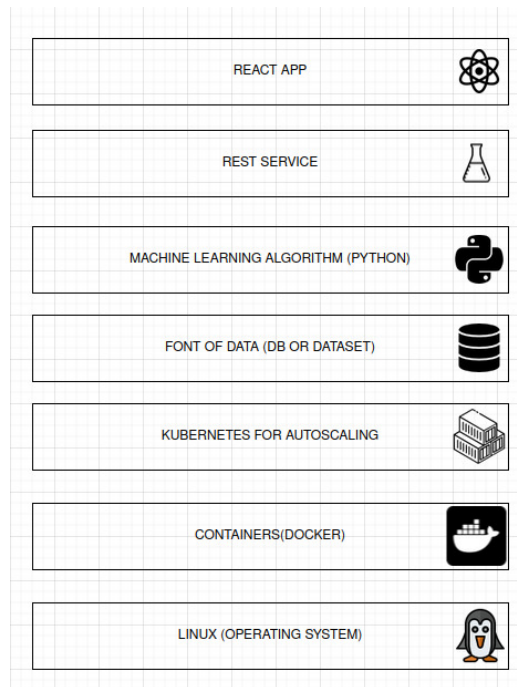 REACT APP
REST SERVICE
MACHINE LEARNING ALGORITHM (PYTHON)
FONT OF DATA (DB OR DATASET)
KUBERNETES FOR AUTOSCALING
CONTAINERS(DOCKER)
LINUX (OPERATING SYSTEM)